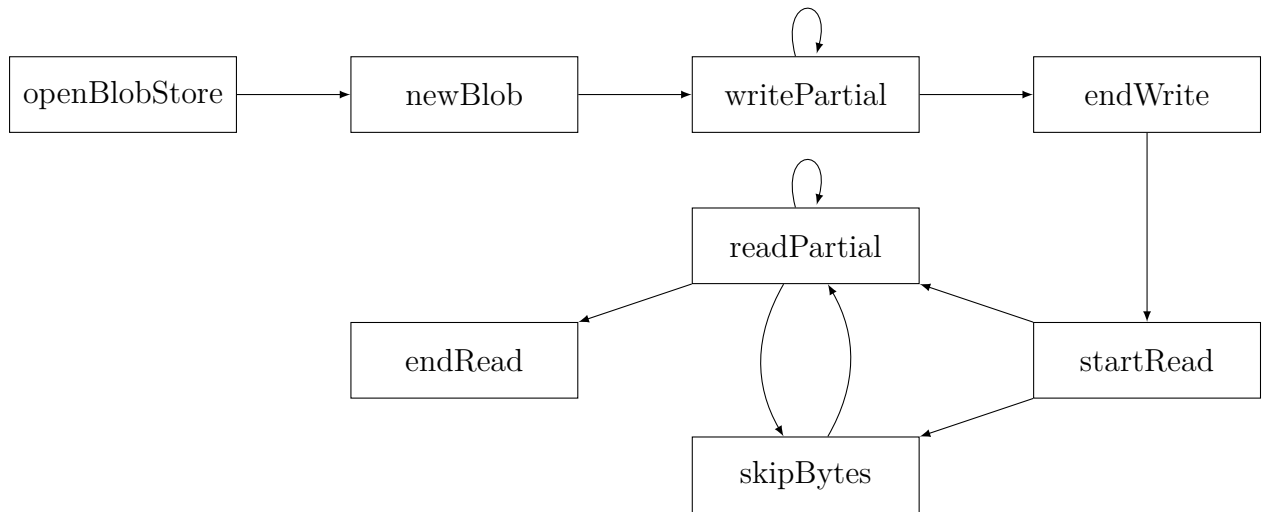 openBlobStore
newBlob
writePartial
endWrite
readPartial
endRead
startRead
skipBytes